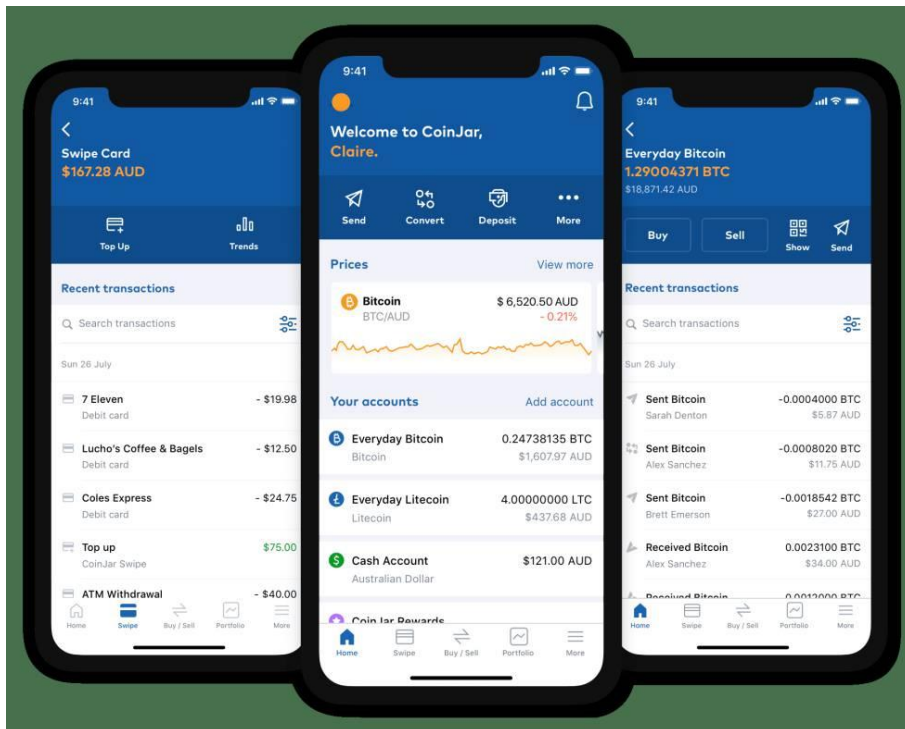 9:41
Swipe Card
$167.28 AUD
Top Up
Trends
Recent transactions
Search transactions
Sun 26 July
7 Eleven - $19.98
Debit card
Lucho's Coffee & Bagels - $12.50
Debit card
Coles Express - $24.75
Debit card
Top up $75.00
CoinJar Swipe
ATM Withdrawal - $40.00
Home Swipe Buy / Sell Portfolio More
9:41
Welcome to CoinJar,
Claire.
Send Convert Deposit More
Prices View more
Bitcoin $ 6,520.50 AUD
BTC/AUD - 0.21%
Your accounts Add account
Everyday Bitcoin 0.24738135 BTC
Bitcoin $1,607.97 AUD
Everyday Litecoin 4.00000000 LTC
Litecoin $437.68 AUD
Cash Account $121.00 AUD
Australian Dollar
CoinJar Rewards
Home Swipe Buy / Sell Portfolio More
9:41
Everyday Bitcoin
1.29004371 BTC
$18,871.42 AUD
Buy Sell Show Send
Recent transactions
Search transactions
Sun 26 July
Sent Bitcoin -0.0004000 BTC
Sarah Denton $5.87 AUD
Sent Bitcoin -0.0008020 BTC
Alex Sanchez $11.75 AUD
Sent Bitcoin -0.0018542 BTC
Brett Emerson $27.00 AUD
Received Bitcoin 0.0023100 BTC
Alex Sanchez $34.00 AUD
Received Bitcoin 0.0012000 BTC
Home Swipe Buy / Sell Portfolio More